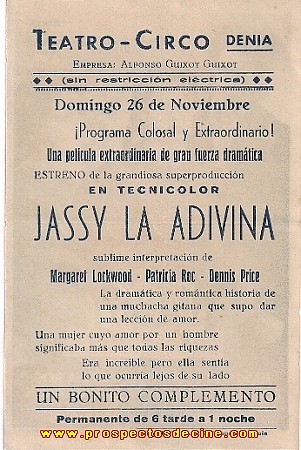 TEATRO-CIRCO DENIA
EMPRESA: ALFONSO GUIXOT GUIXOT
(sin restricción eléctrica)
Domingo 26 de Noviembre
¡Programa Colosal y Extraordinario!
Una película extraordinaria de gran fuerza dramática
ESTRENO de la grandiosa superproducción
EN TECNICOLOR
JASSY LA ADIVINA
sublime interpretación de
Margaret Lockwood - Patricia Roc - Dennis Price
La dramática y romántica historia de
una muchacha gitana que supo dar
una lección de amor.
Una mujer cuyo amor por un hombre
significaba más que todas las riquezas
Era increible pero ella sentía
lo que ocurría lejos de su lado
UN BONITO COMPLEMENTO
Permanente de 6 tarde a 1 noche
www.prospectosdecine.com